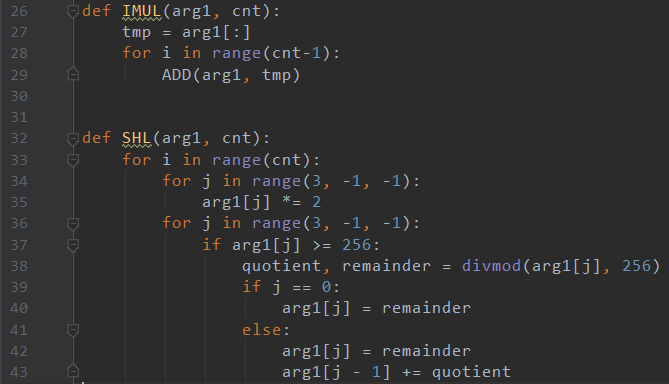 26 def IMUL(arg1, cnt):
27     tmp = arg1[:]
28     for i in range(cnt-1):
29         ADD(arg1, tmp)
30
31
32 def SHL(arg1, cnt):
33     for i in range(cnt):
34         for j in range(3, -1, -1):
35             arg1[j] *= 2
36         for j in range(3, -1, -1):
37             if arg1[j] >= 256:
38                 quotient, remainder = divmod(arg1[j], 256)
39                 if j == 0:
40                     arg1[j] = remainder
41                 else:
42                     arg1[j] = remainder
43                     arg1[j - 1] += quotient